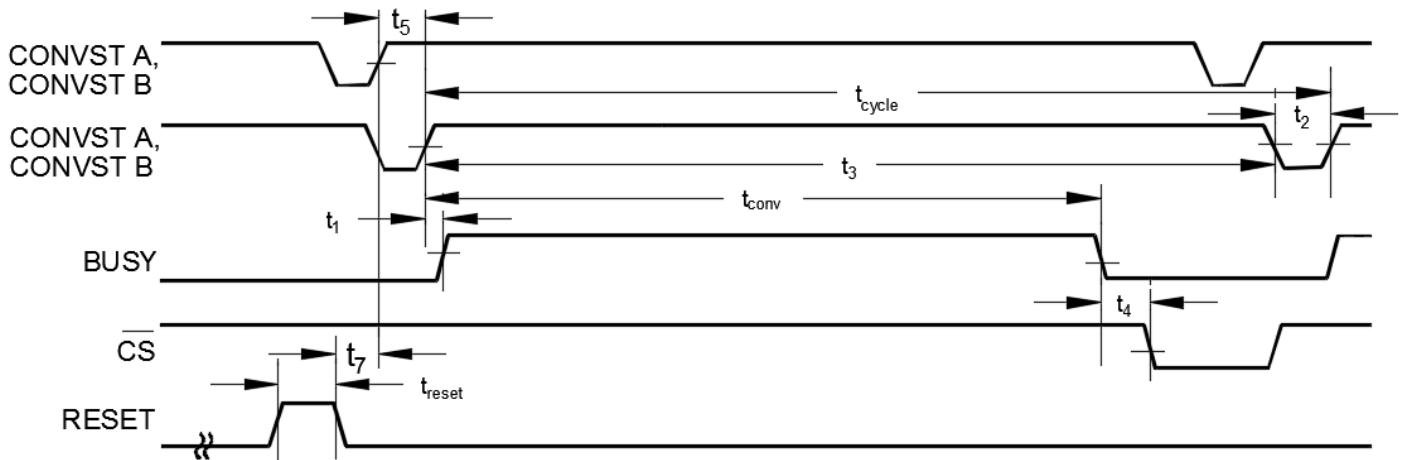 t5
CONVST A,
CONVST B
tcycle
t2
CONVST A,
CONVST B
t3
tconv
t1
BUSY
t4
CS
t7
treset
RESET